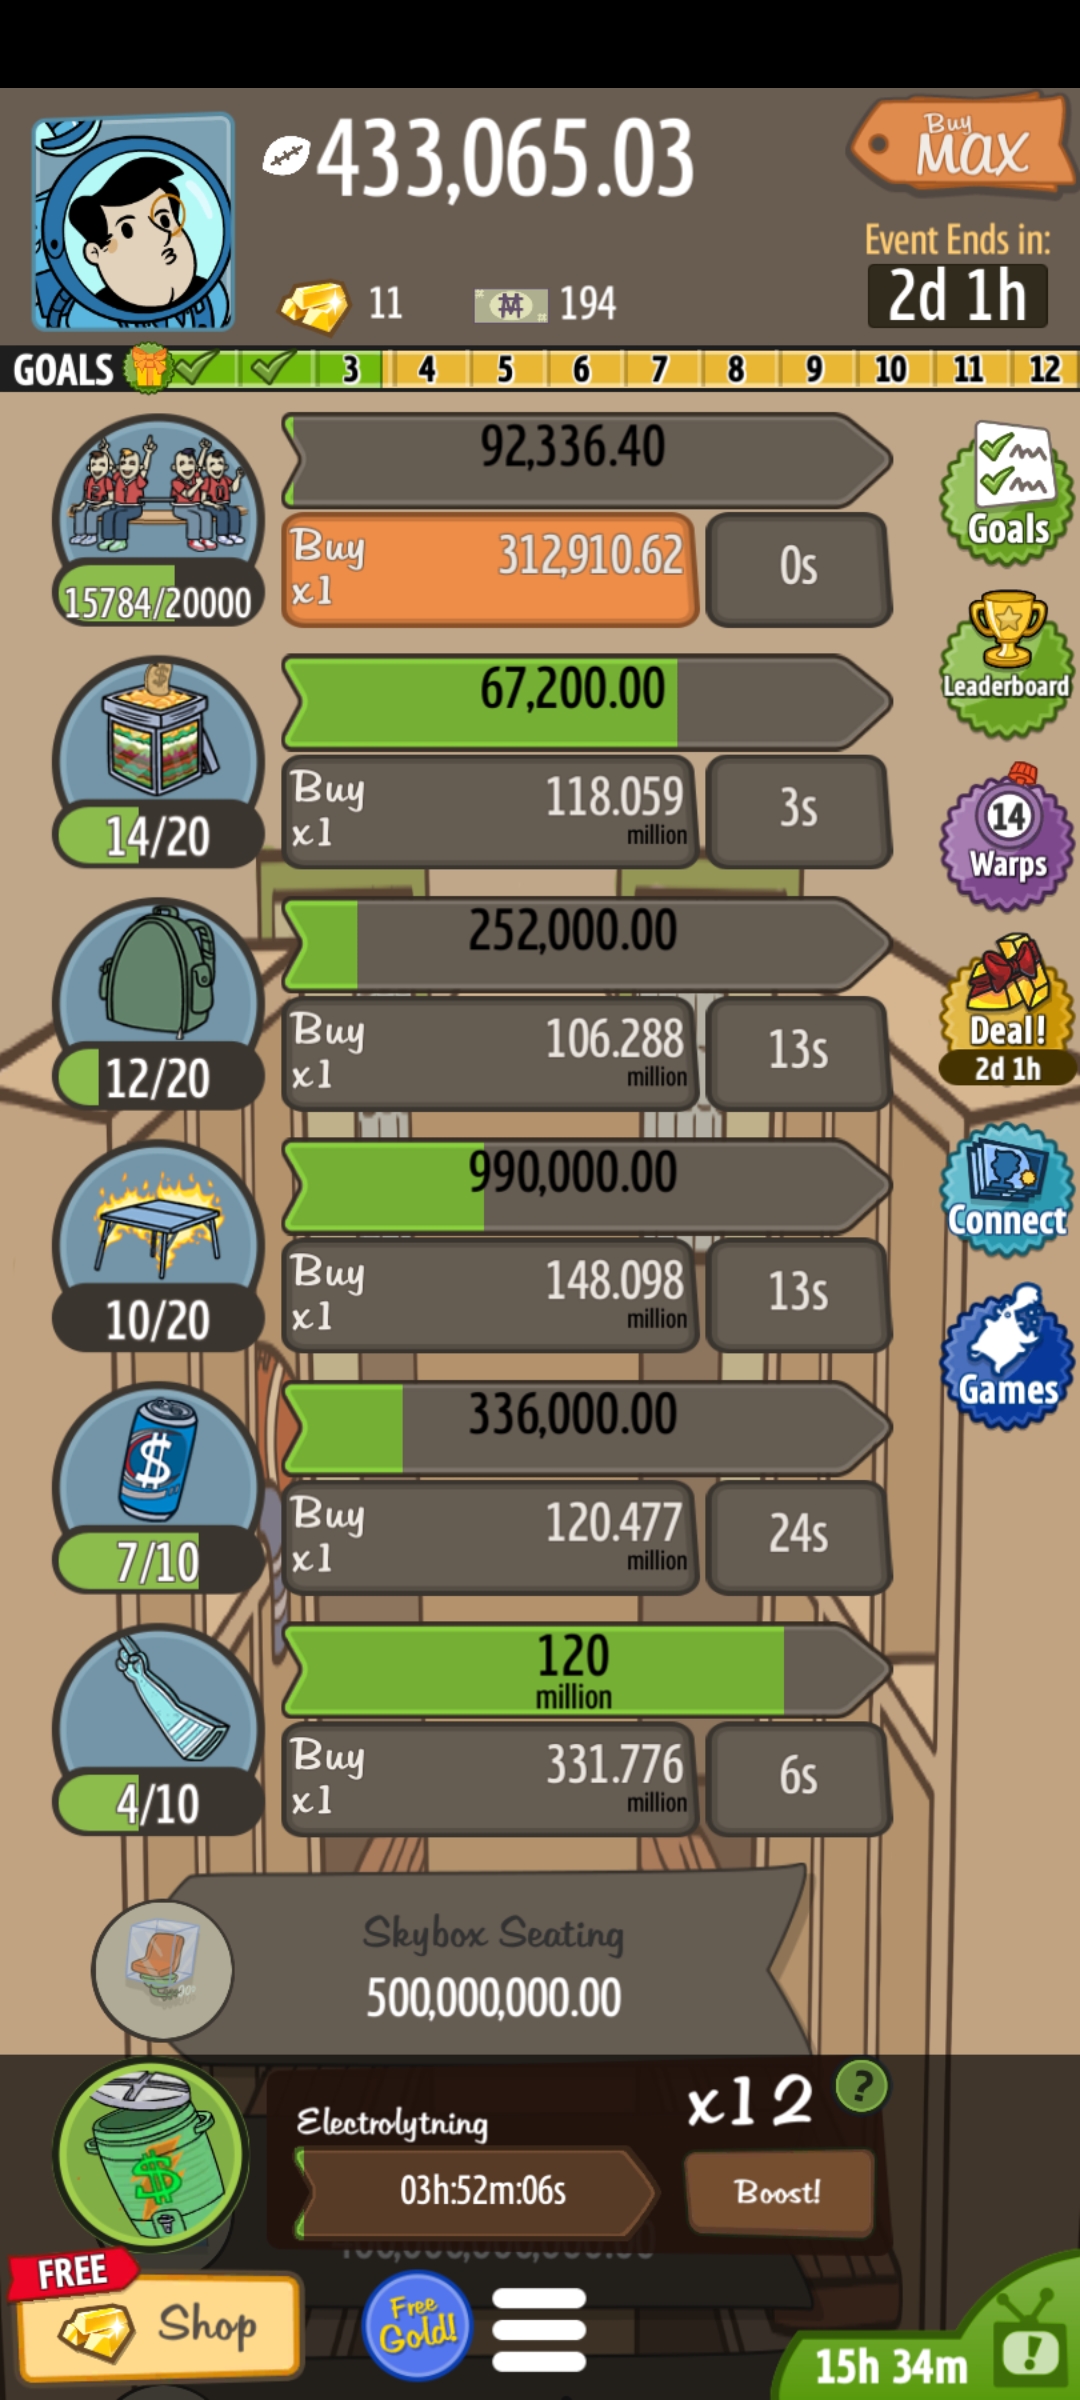 433,065.03
Buy
MAX
Event Ends in:
2d 1h
11
194
GOALS
3 4 5 6 7 8 9 10 11 12
92,336.40
Buy
x1
312,910.62
0s
15784/20000
Goals
67,200.00
Buy
x1
118.059
million
3s
14/20
Leaderboard
14
Warps
252,000.00
Buy
x1
106.288
million
13s
12/20
Deal!
2d 1h
990,000.00
Buy
x1
148.098
million
13s
10/20
Connect
336,000.00
Buy
x1
120.477
million
24s
7/10
Games
120
million
Buy
x1
331.776
million
6s
4/10
Skybox Seating
500,000,000.00
Electrolytning
x12
?
03h:52m:06s
Boost!
FREE
Shop
Free
Gold!
15h 34m